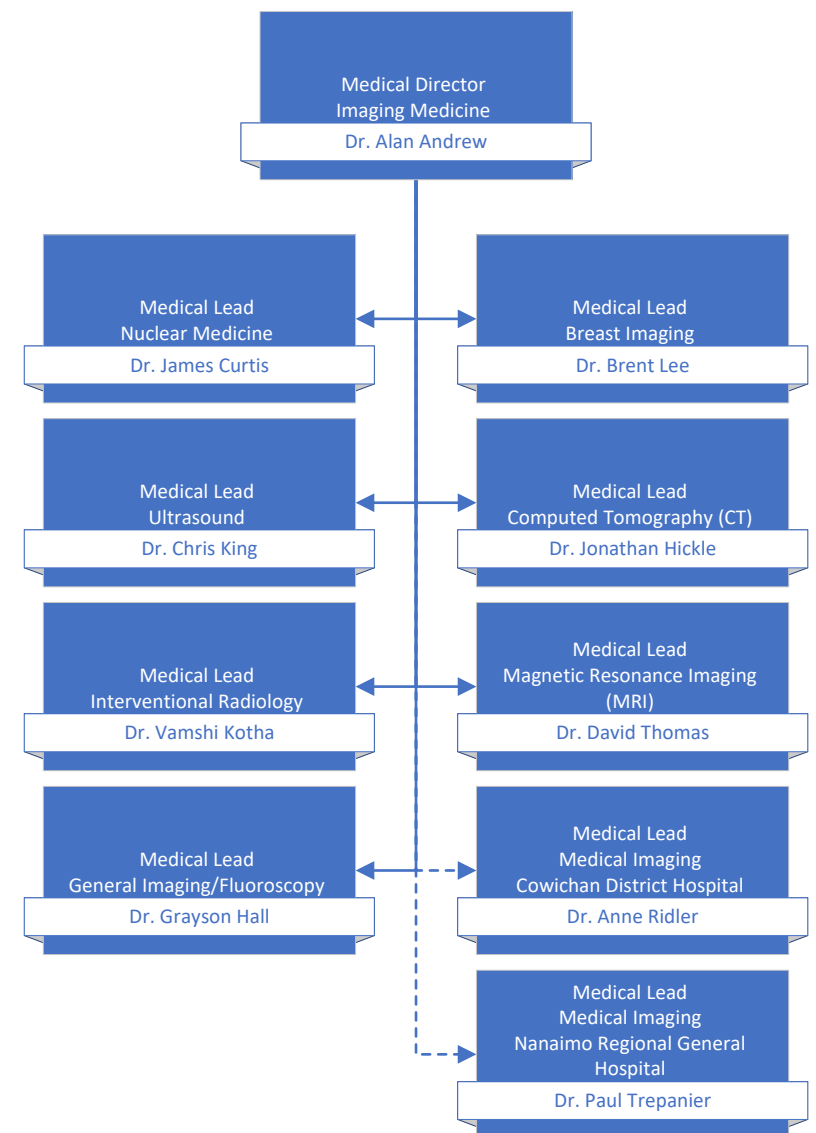 Medical Director
Imaging Medicine
Dr. Alan Andrew
Medical Lead
Nuclear Medicine
Dr. James Curtis
Medical Lead
Breast Imaging
Dr. Brent Lee
Medical Lead
Ultrasound
Dr. Chris King
Medical Lead
Computed Tomography (CT)
Dr. Jonathan Hickle
Medical Lead
Interventional Radiology
Dr. Vamshi Kotha
Medical Lead
Magnetic Resonance Imaging
(MRI)
Dr. David Thomas
Medical Lead
General Imaging/Fluoroscopy
Dr. Grayson Hall
Medical Lead
Medical Imaging
Cowichan District Hospital
Dr. Anne Ridler
Medical Lead
Medical Imaging
Nanaimo Regional General
Hospital
Dr. Paul Trepanier